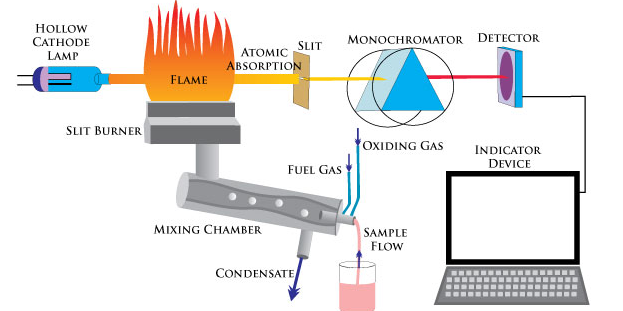 HOLLOW
CATHODE
LAMP
FLAME
ATOMIC
ABSORPTION
SLIT
MONOCHROMATOR
DETECTOR
SLIT BURNER
OXIDING GAS
FUEL GAS
INDICATOR
DEVICE
MIXING CHAMBER
SAMPLE
FLOW
CONDENSATE